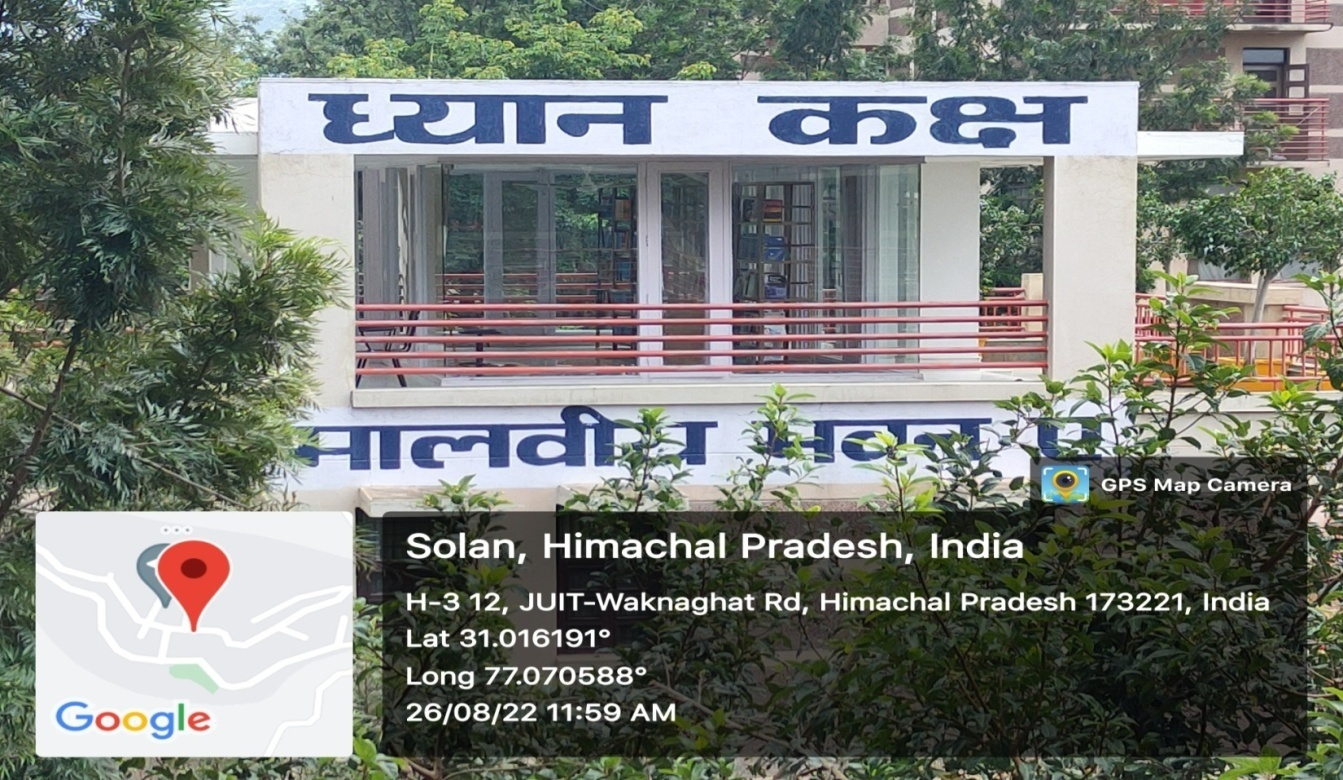 ध्यान कक्ष
मालवीय भवन
GPS Map Camera
Solan, Himachal Pradesh, India
H-3 12, JUIT-Waknaghat Rd, Himachal Pradesh 173221, India
Lat 31.016191°
Long 77.070588°
26/08/22 11:59 AM
Google